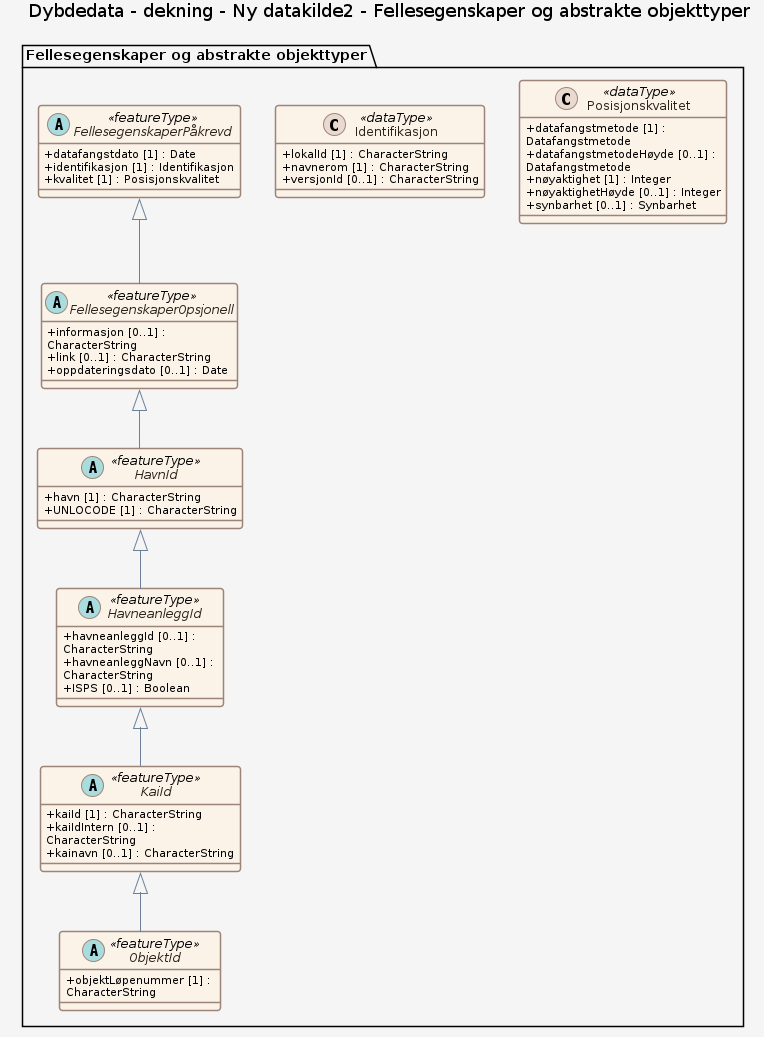 Dybdedata - dekning - Ny datakilde2 - Fellesegenskaper og abstrakte objekttyper
Fellesegenskaper og abstrakte objekttyper
A
«featureType»
FellesegenskaperPåkrevd
+datafangstdato [1] : Date
+identifikasjon [1] : Identifikasjon
+kvalitet [1] : Posisjonskvalitet
C
«dataType»
Identifikasjon
+lokalId [1] : CharacterString
+navnerom [1] : CharacterString
+versjonId [0..1] : CharacterString
C
«dataType»
Posisjonskvalitet
+datafangstmetode [1] :
Datafangstmetode
+datafangstmetodeHøyde [0..1] :
Datafangstmetode
+nøyaktighet [1] : Integer
+nøyaktighetHøyde [0..1] : Integer
+synbarhet [0..1] : Synbarhet
A
«featureType»
FellesegenskaperOpsjonell
+informasjon [0..1] :
CharacterString
+link [0..1] : CharacterString
+oppdateringsdato [0..1] : Date
A
«featureType»
HavnId
+havn [1] : CharacterString
+UNLOCODE [1] : CharacterString
A
«featureType»
HavneanleggId
+havneanleggId [0..1] :
CharacterString
+havneanleggNavn [0..1] :
CharacterString
+ISPS [0..1] : Boolean
A
«featureType»
KaiId
+kaiId [1] : CharacterString
+kaiIdIntern [0..1] :
CharacterString
+kainavn [0..1] : CharacterString
A
«featureType»
ObjektId
+objektLøpenummer [1] :
CharacterString